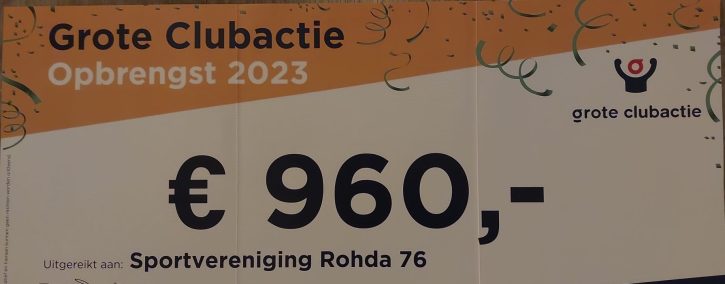 Grote Clubactie
Opbrengst 2023
grote clubactie
€ 960,-
Uitgereikt aan: Sportvereniging Rohda 76